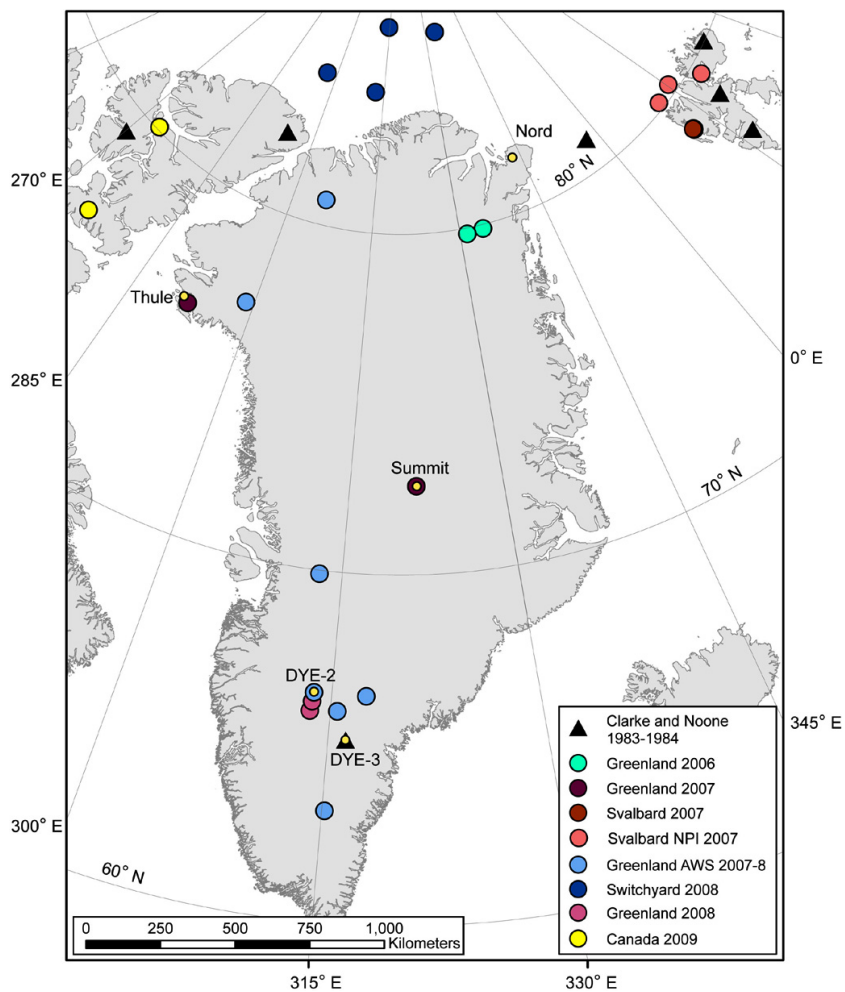 Nord
80° N
270° E
Thule
285° E
0° E
Summit
70° N
DYE-2
DYE-3
345° E
300° E
60° N
Clarke and Noone
1983-1984
Greenland 2006
Greenland 2007
Svalbard 2007
Svalbard NPI 2007
Greenland AWS 2007-8
Switchyard 2008
Greenland 2008
Canada 2009
0 250 500 750 1,000
Kilometers
315° E 330° E